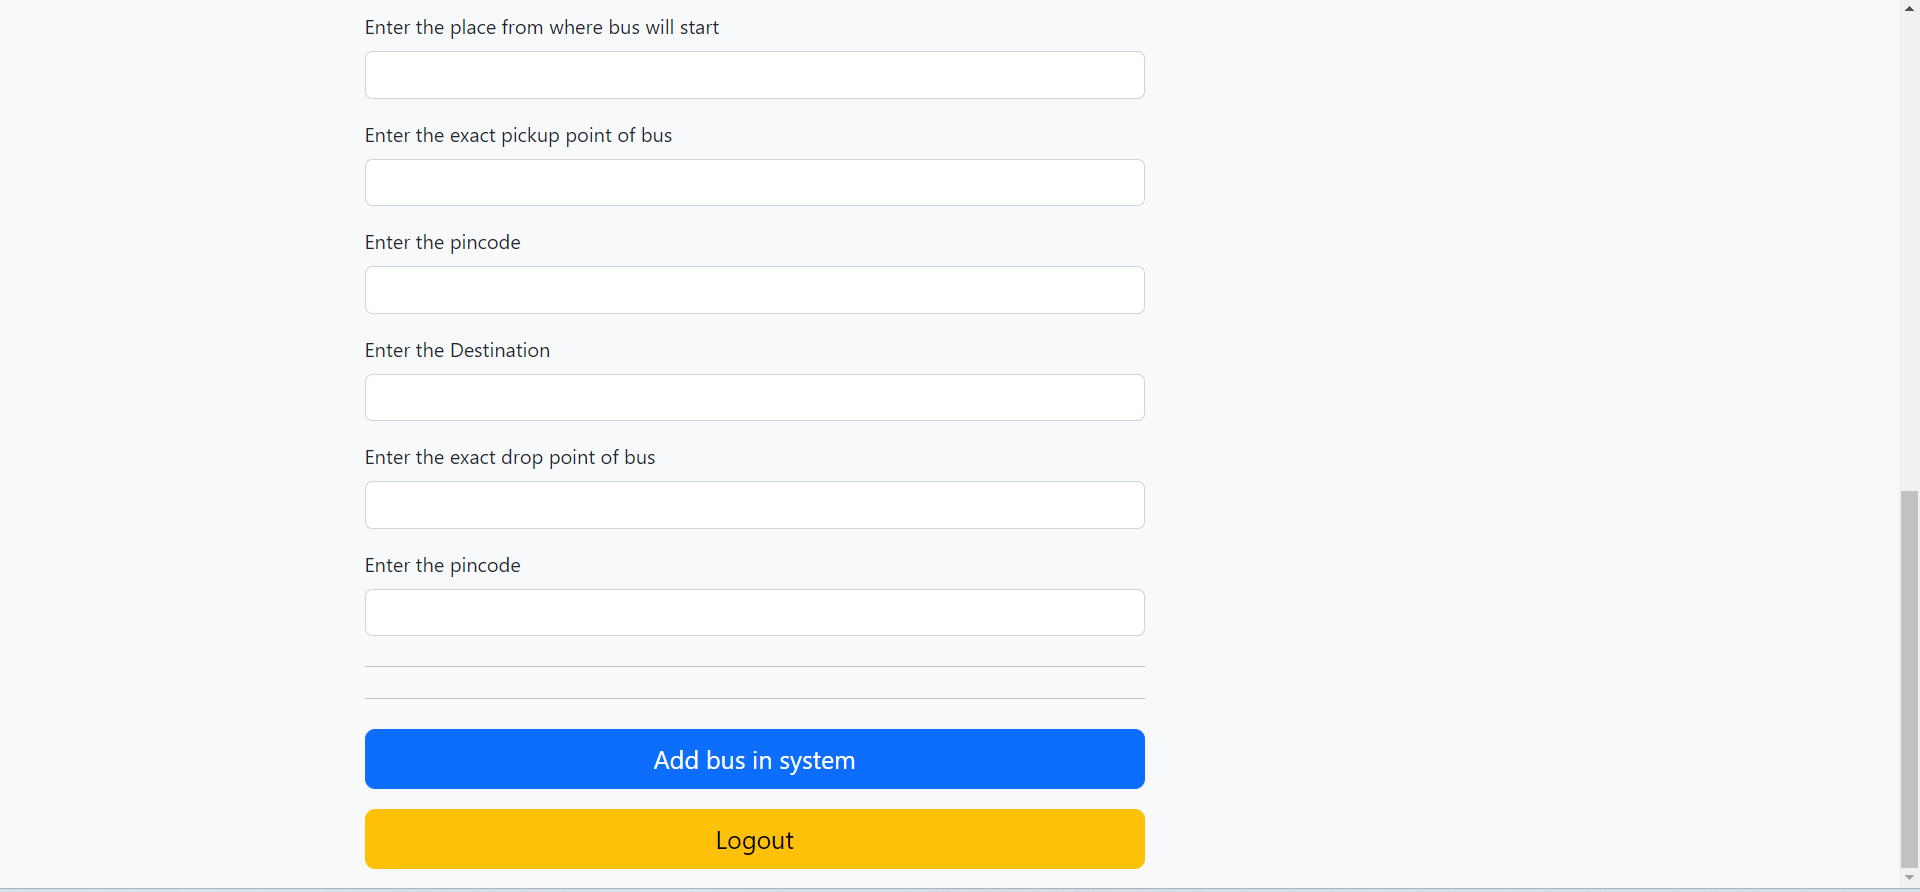 Enter the place from where bus will start
Enter the exact pickup point of bus
Enter the pincode
Enter the Destination
Enter the exact drop point of bus
Enter the pincode
Add bus in system
Logout